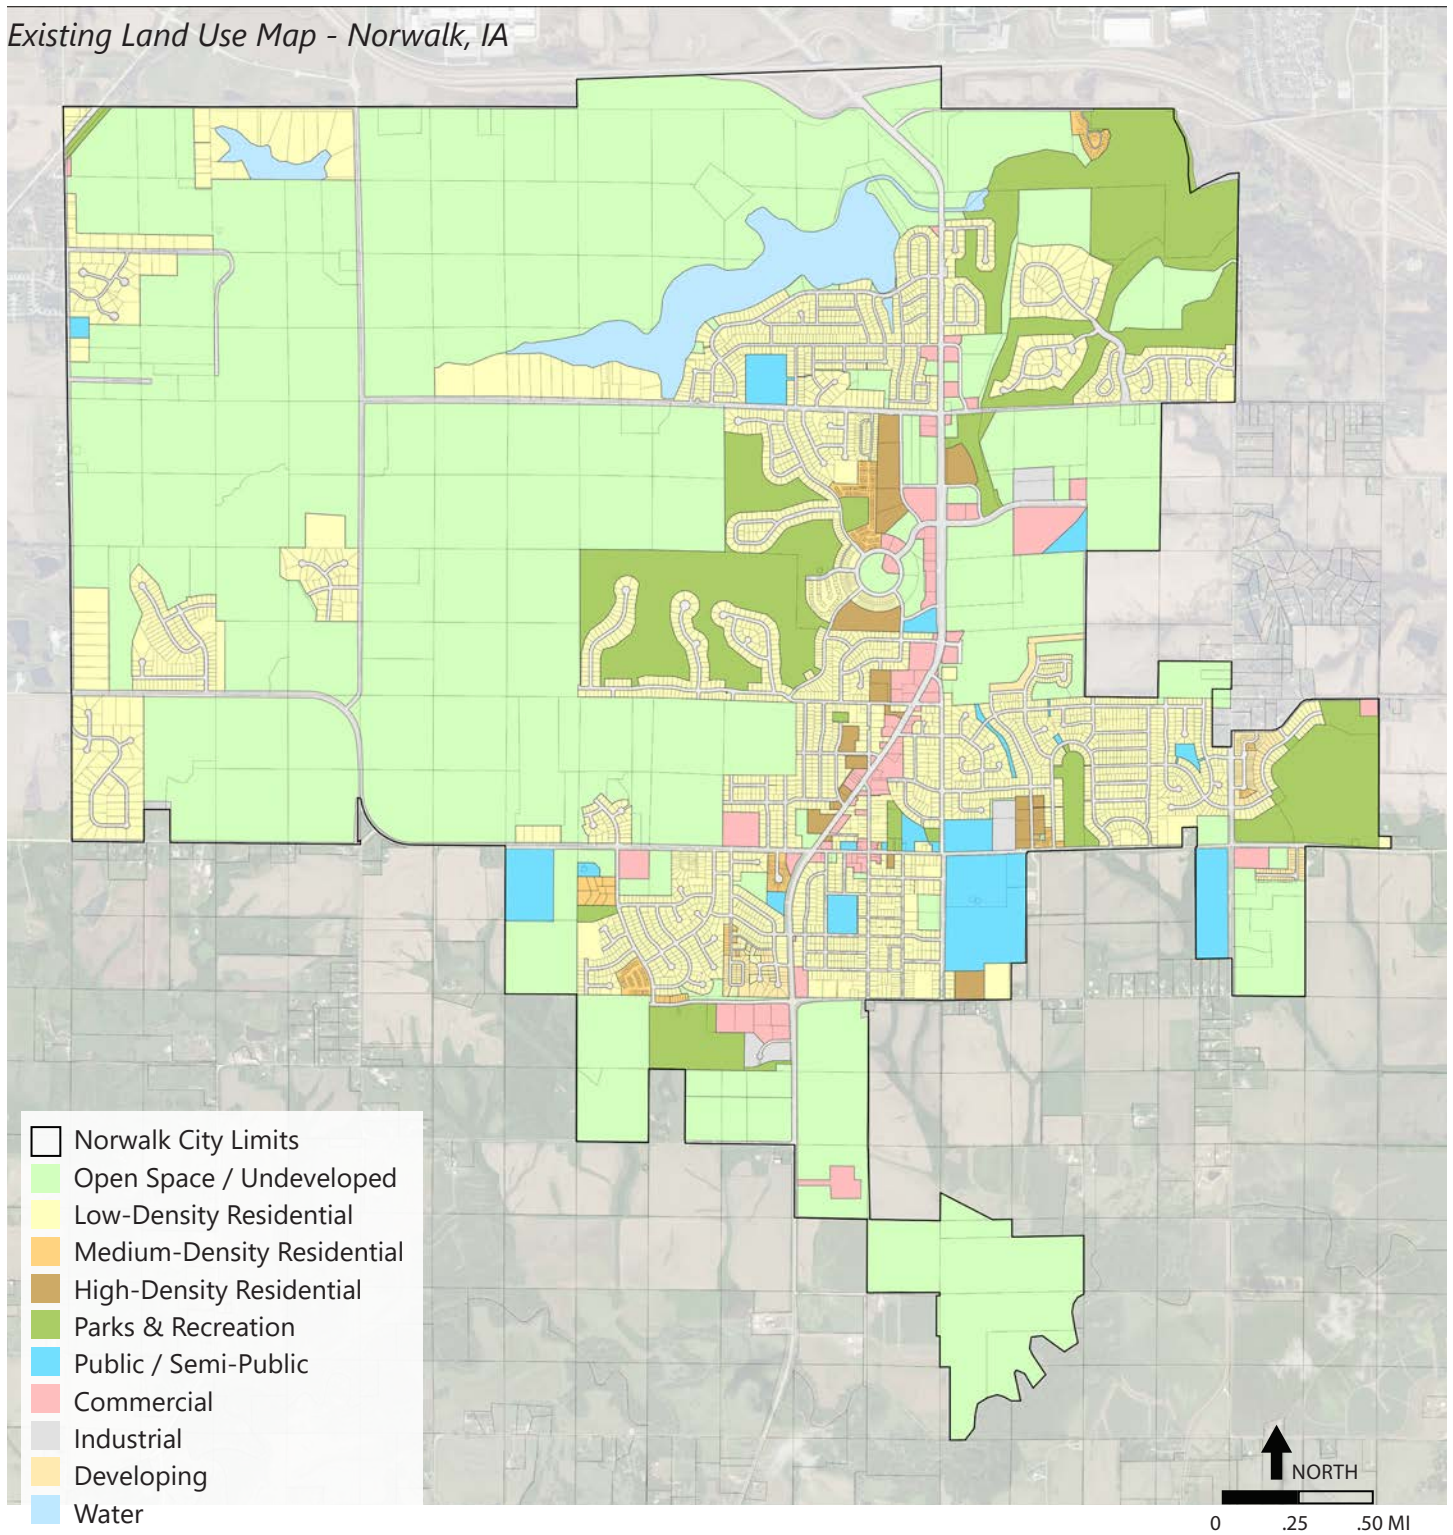 Existing Land Use Map - Norwalk, IA
Norwalk City Limits
Open Space / Undeveloped
Low-Density Residential
Medium-Density Residential
High-Density Residential
Parks & Recreation
Public / Semi-Public
Commercial
Industrial
Developing
Water
NORTH
0 .25 .50 MI